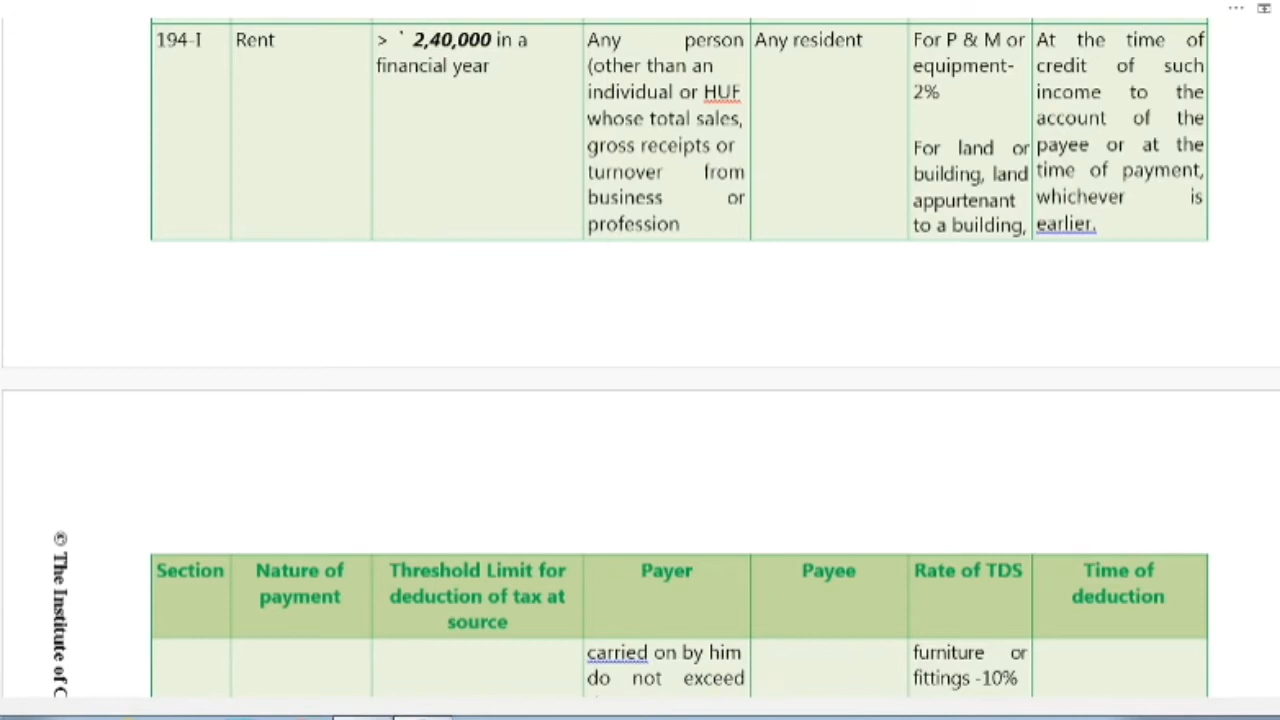 194-I
Rent
> ` 2,40,000 in a
financial year
Any person
(other than an
individual or HUF
whose total sales,
gross receipts or
turnover from
business or
profession
Any resident
For P & M or
equipment-
2%
For land or
building, land
appurtenant
to a building,
At the time of
credit of such
income to the
account of the
payee or at the
time of payment,
whichever is
earlier.
© The Institute of C
Section
Nature of
payment
Threshold Limit for
deduction of tax at
source
Payer
Payee
Rate of TDS
Time of
deduction
carried on by him
do not exceed
furniture or
fittings -10%